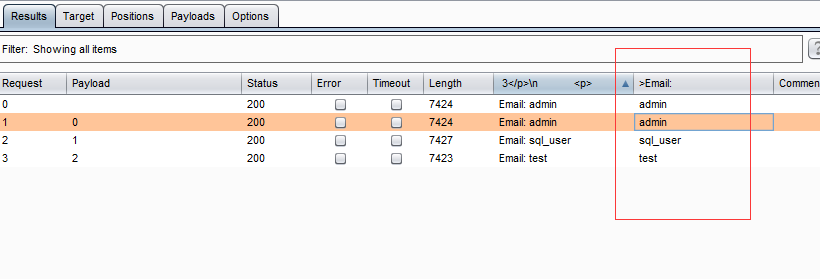 Results Target Positions Payloads Options
Filter: Showing all items ?
Request Payload Status Error Timeout Length 3</p>\n <p> >Email: Commen
0 200 7424 Email: admin admin
1 0 200 7424 Email: admin admin
2 1 200 7427 Email: sql_user sql_user
3 2 200 7423 Email: test test